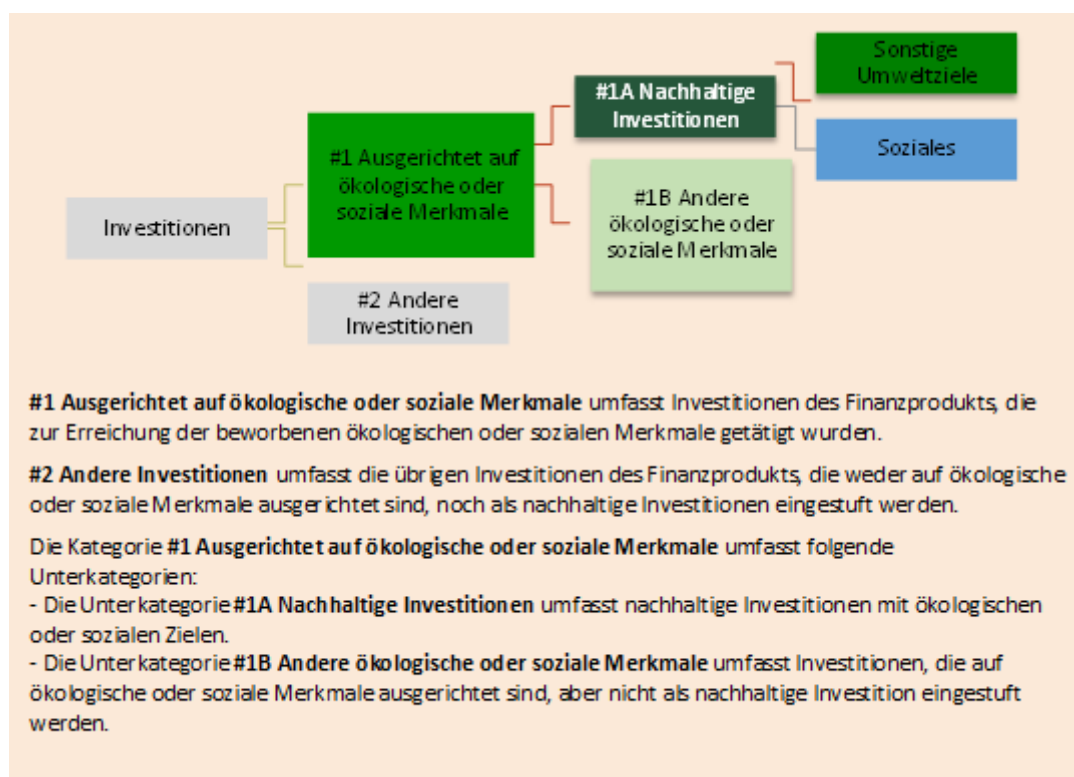 Sonstige
Umweltziele
#1A Nachhaltige
Investitionen
Soziales
#1 Ausgerichtet auf
ökologische oder
soziale Merkmale
#1B Andere
ökologische oder
soziale Merkmale
Investitionen
#2 Andere
Investitionen
#1 Ausgerichtet auf ökologische oder soziale Merkmale umfasst Investitionen des Finanzprodukts, die
zur Erreichung der beworbenen ökologischen oder sozialen Merkmale getätigt wurden.
#2 Andere Investitionen umfasst die übrigen Investitionen des Finanzprodukts, die weder auf ökologische
oder soziale Merkmale ausgerichtet sind, noch als nachhaltige Investitionen eingestuft werden.
Die Kategorie #1 Ausgerichtet auf ökologische oder soziale Merkmale umfasst folgende
Unterkategorien:
- Die Unterkategorie #1A Nachhaltige Investitionen umfasst nachhaltige Investitionen mit ökologischen
oder sozialen Zielen.
- Die Unterkategorie #1B Andere ökologische oder soziale Merkmale umfasst Investitionen, die auf
ökologische oder soziale Merkmale ausgerichtet sind, aber nicht als nachhaltige Investition eingestuft
werden.